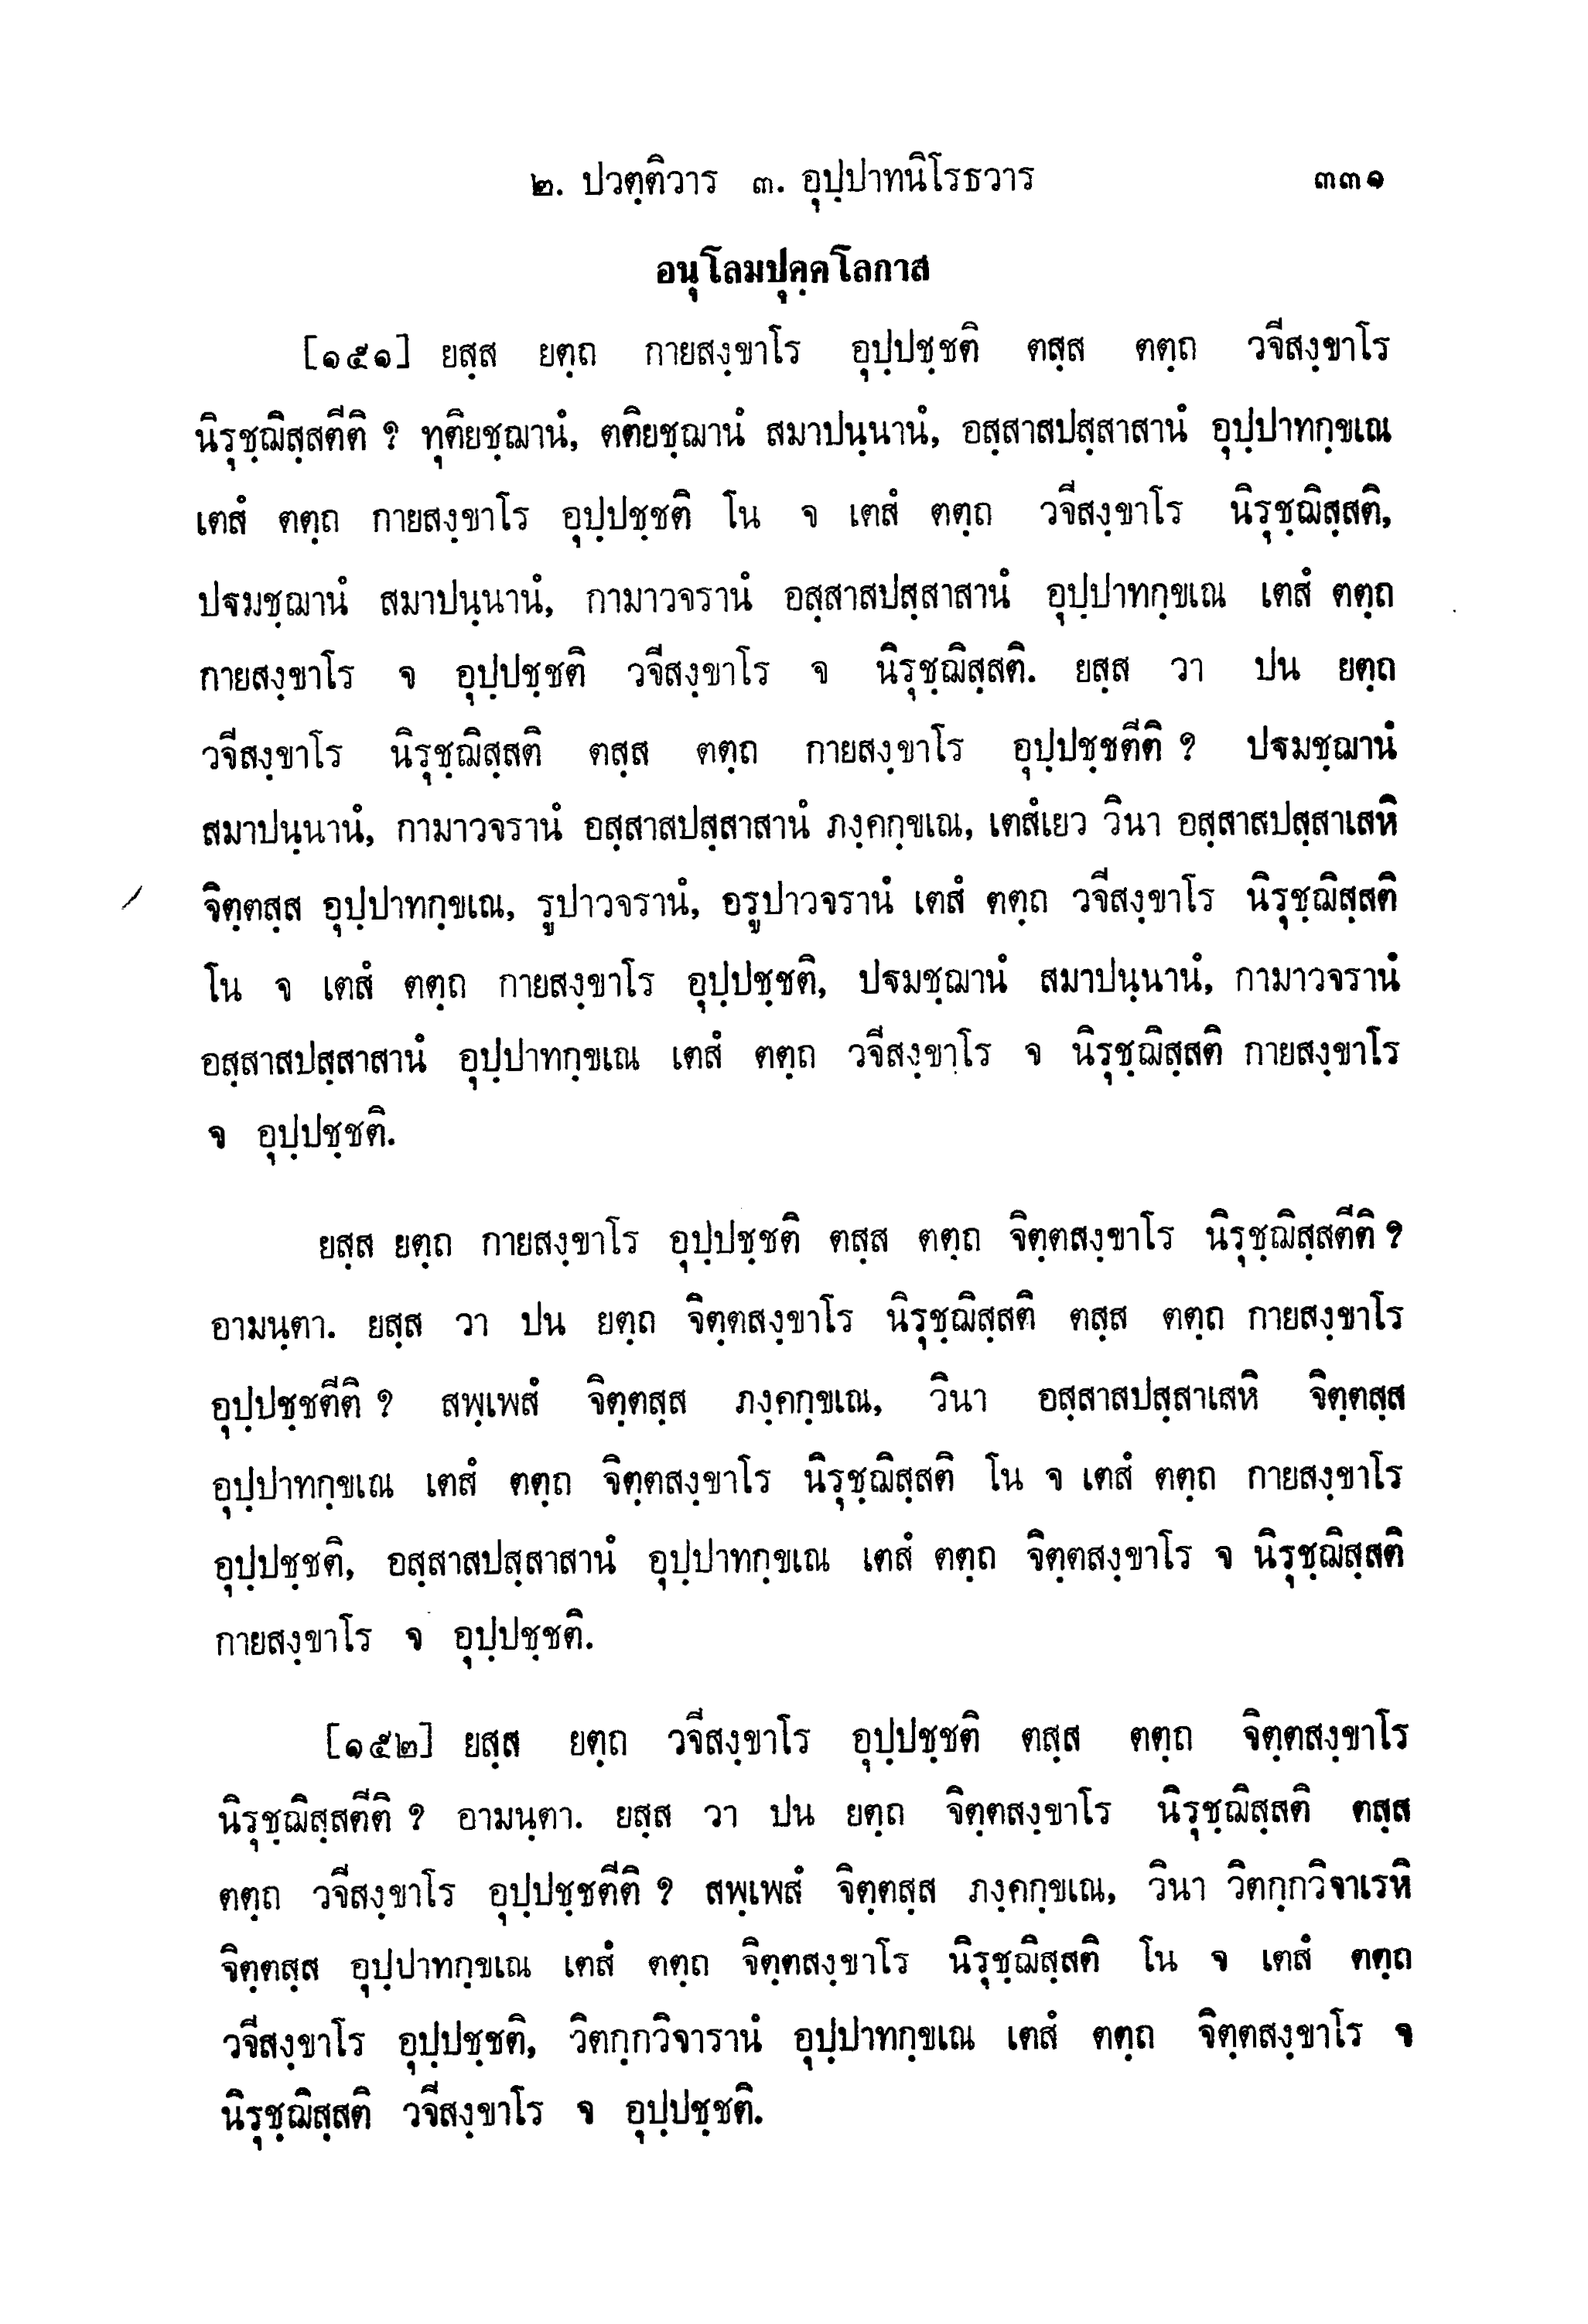 ๒. ปวตฺติวาร ๓. อุปฺปาทนิโรธวาร ๓๓๑
อนุโลมปุคฺคโลกาส
[๑๕๑] ยสฺส ยตฺถ กายสงฺขาโร อุปฺปชฺชติ ตสฺส ตตฺถ วจีสงฺขาโร
นิรุชฺฌิสฺสตีติ ? ทุติยชฺฌานํ, ตติยชฺฌานํ สมาปนฺนานํ, อสฺสาสปสฺสาสานํ อุปฺปาทกฺขเณ
เตสํ ตตฺถ กายสงฺขาโร อุปฺปชฺชติ โน จ เตสํ ตตฺถ วจีสงฺขาโร นิรุชฺฌิสฺสติ,
ปฐมชฺฌานํ สมาปนฺนานํ, กามาวจรานํ อสฺสาสปสฺสาสานํ อุปฺปาทกฺขเณ เตสํ ตตฺถ
กายสงฺขาโร จ อุปฺปชฺชติ วจีสงฺขาโร จ นิรุชฺฌิสฺสติ. ยสฺส วา ปน ยตฺถ
วจีสงฺขาโร นิรุชฺฌิสฺสติ ตสฺส ตตฺถ กายสงฺขาโร อุปฺปชฺชตีติ ? ปฐมชฺฌานํ
สมาปนฺนานํ, กามาวจรานํ อสฺสาสปสฺสาสานํ ภงฺคกฺขเณ, เตสํเยว วินา อสฺสาสปสฺสาเสหิ
จิตฺตสฺส อุปฺปาทกฺขเณ, รูปาวจรานํ, อรูปาวจรานํ เตสํ ตตฺถ วจีสงฺขาโร นิรุชฺฌิสฺสติ
โน จ เตสํ ตตฺถ กายสงฺขาโร อุปฺปชฺชติ, ปฐมชฺฌานํ สมาปนฺนานํ, กามาวจรานํ
อสฺสาสปสฺสาสานํ อุปฺปาทกฺขเณ เตสํ ตตฺถ วจีสงฺขาโร จ นิรุชฺฌิสฺสติ กายสงฺขาโร
จ อุปฺปชฺชติ.
ยสฺส ยตฺถ กายสงฺขาโร อุปฺปชฺชติ ตสฺส ตตฺถ จิตฺตสงฺขาโร นิรุชฺฌิสฺสตีติ ?
อามนฺตา. ยสฺส วา ปน ยตฺถ จิตฺตสงฺขาโร นิรุชฺฌิสฺสติ ตสฺส ตตฺถ กายสงฺขาโร
อุปฺปชฺชตีติ ? สพฺเพสํ จิตฺตสฺส ภงฺคกฺขเณ, วินา อสฺสาสปสฺสาเสหิ จิตฺตสฺส
อุปฺปาทกฺขเณ เตสํ ตตฺถ จิตฺตสงฺขาโร นิรุชฺฌิสฺสติ โน จ เตสํ ตตฺถ กายสงฺขาโร
อุปฺปชฺชติ, อสฺสาสปสฺสาสานํ อุปฺปาทกฺขเณ เตสํ ตตฺถ จิตฺตสงฺขาโร จ นิรุชฺฌิสฺสติ
กายสงฺขาโร จ อุปฺปชฺชติ.
[๑๕๒] ยสฺส ยตฺถ วจีสงฺขาโร อุปฺปชฺชติ ตสฺส ตตฺถ จิตฺตสงฺขาโร
นิรุชฺฌิสฺสตีติ ? อามนฺตา. ยสฺส วา ปน ยตฺถ จิตฺตสงฺขาโร นิรุชฺฌิสฺสติ ตสฺส
ตตฺถ วจีสงฺขาโร อุปฺปชฺชตีติ ? สพฺเพสํ จิตฺตสฺส ภงฺคกฺขเณ, วินา วิตกฺกวิจาเรหิ
จิตฺตสฺส อุปฺปาทกฺขเณ เตสํ ตตฺถ จิตฺตสงฺขาโร นิรุชฺฌิสฺสติ โน จ เตสํ ตตฺถ
วจีสงฺขาโร อุปฺปชฺชติ, วิตกฺกวิจารานํ อุปฺปาทกฺขเณ เตสํ ตตฺถ จิตฺตสงฺขาโร จ
นิรุชฺฌิสฺสติ วจีสงฺขาโร จ อุปฺปชฺชติ.